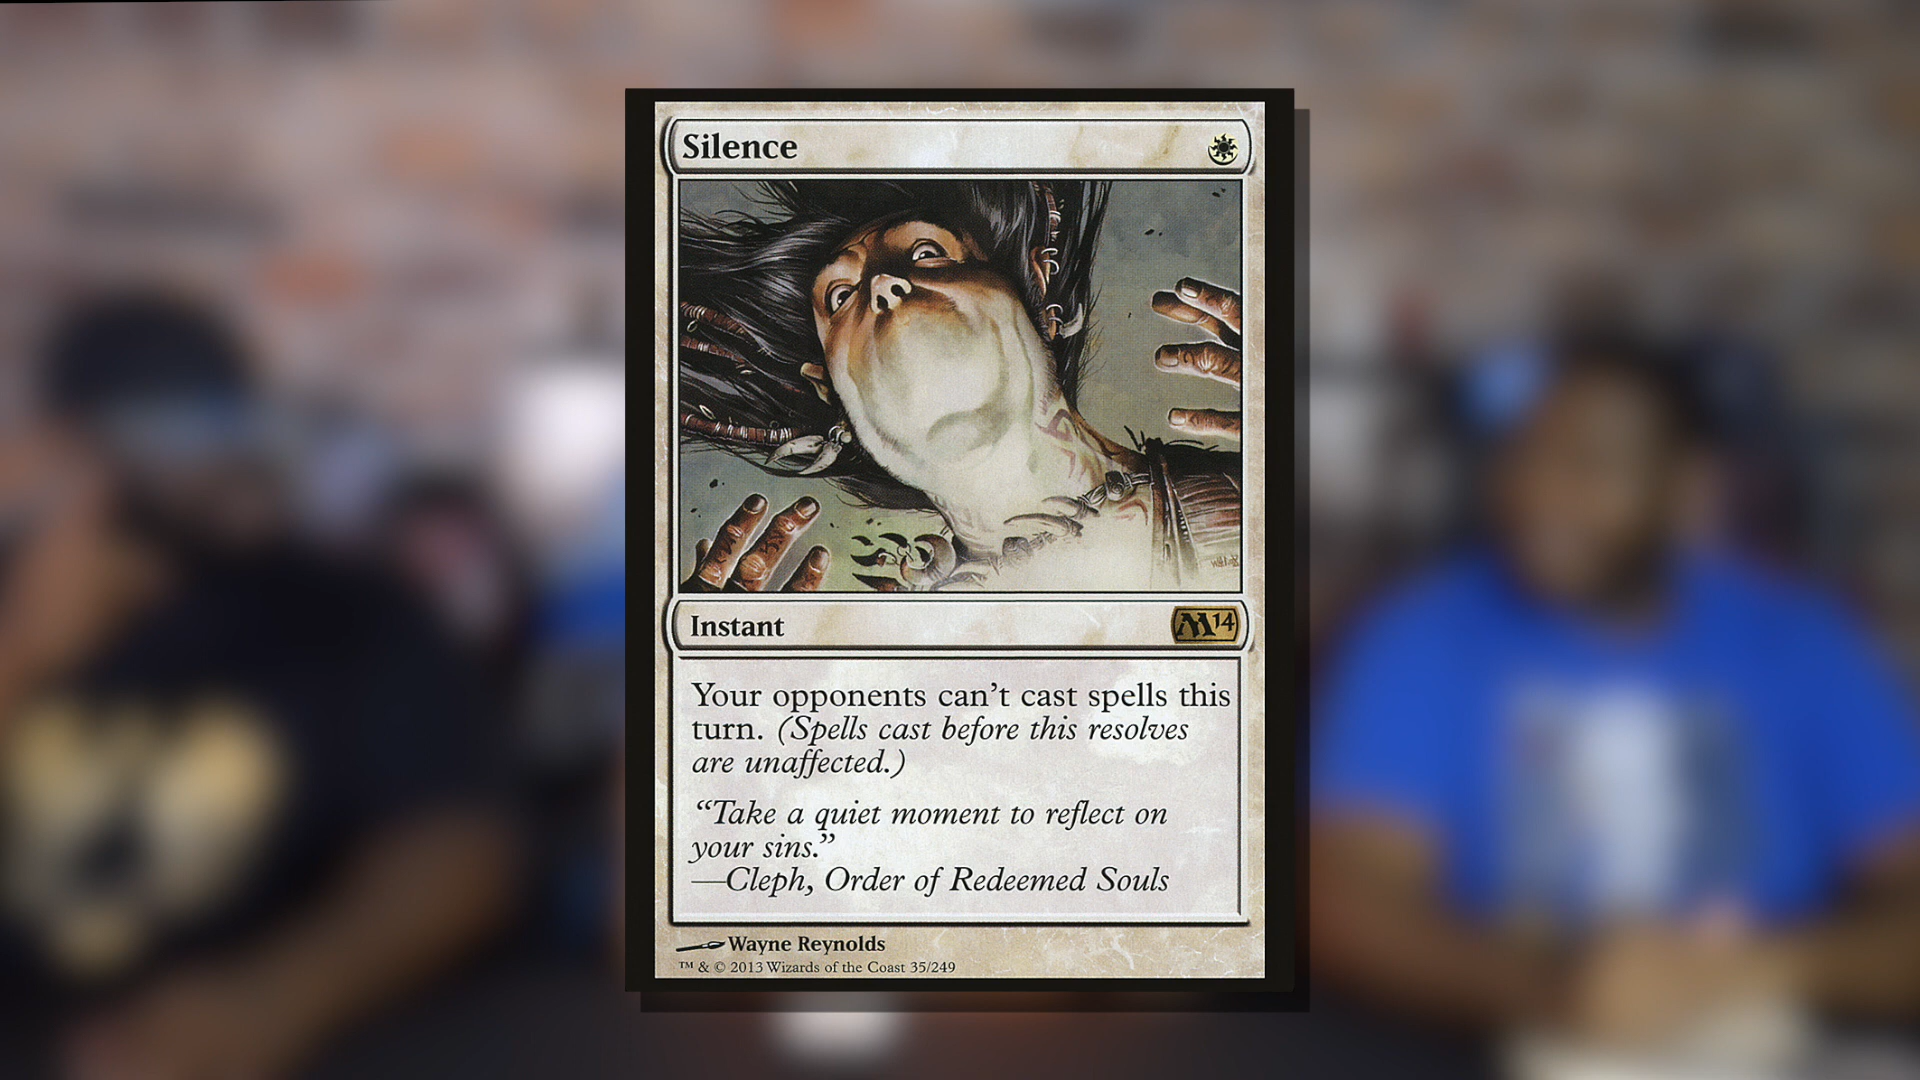 Silence
Instant
M14
Your opponents can't cast spells this
turn. (Spells cast before this resolves
are unaffected.)
"Take a quiet moment to reflect on
your sins."
—Cleph, Order of Redeemed Souls
Wayne Reynolds
™ & © 2013 Wizards of the Coast 35/249